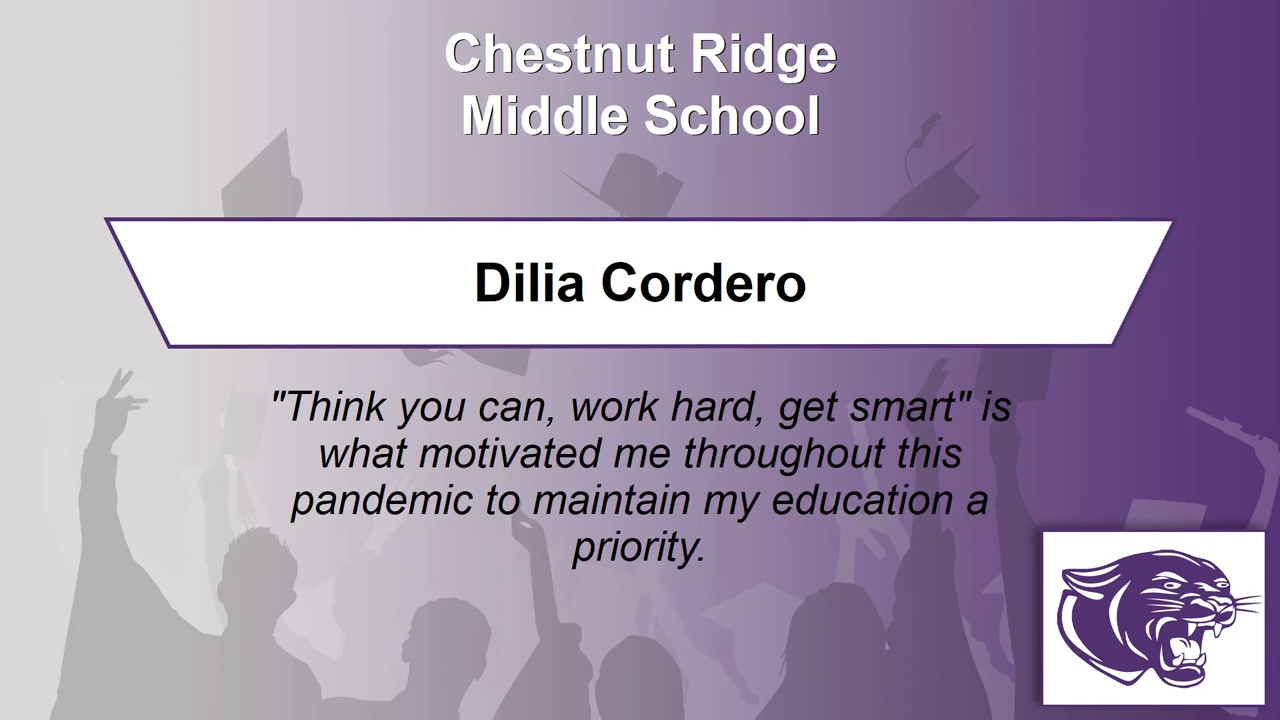 Chestnut Ridge
Middle School
Dilia Cordero
"Think you can, work hard, get smart" is
what motivated me throughout this
pandemic to maintain my education a
priority.